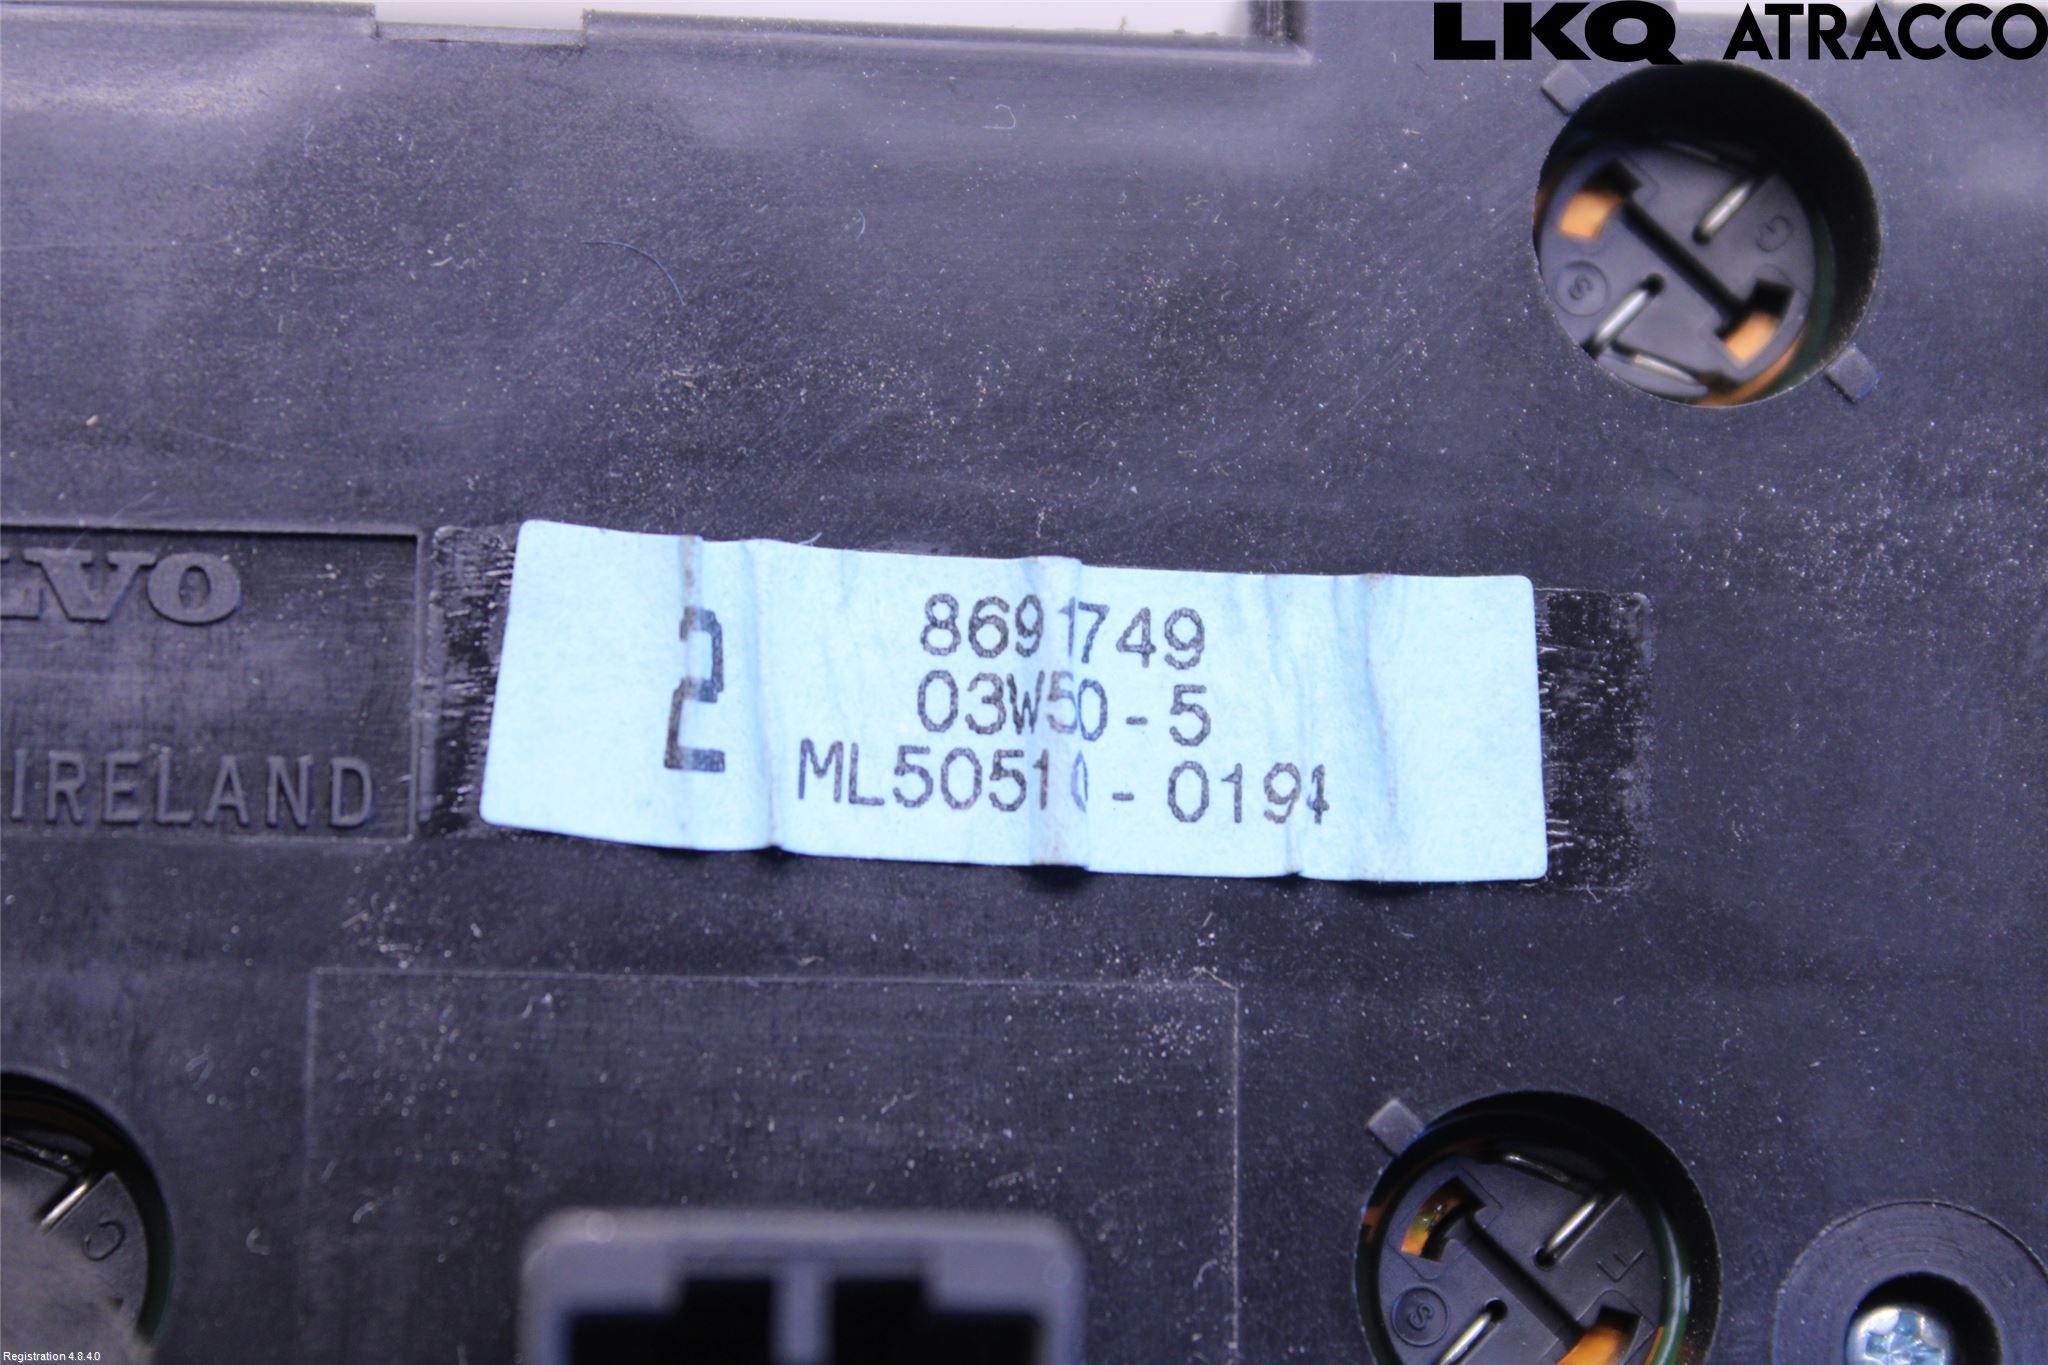 LKQ ATRACCO
G
S
LVO
IRELAND
2
8691749
03W50-5
ML50510-0194
C
F
S
Registration 4.8.4.0